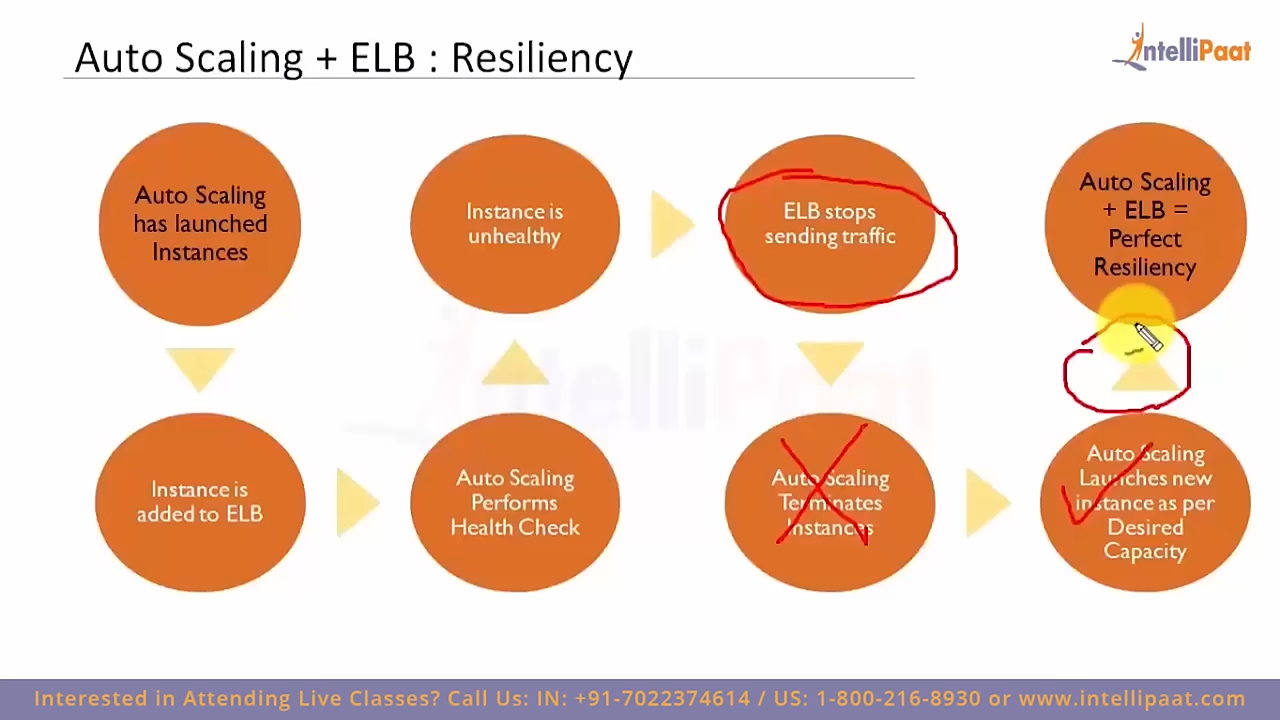 Auto Scaling + ELB : Resiliency
IntelliPaat
Auto Scaling
has launched
Instances
Instance is
added to ELB
Auto Scaling
Performs
Health Check
Instance is
unhealthy
ELB stops
sending traffic
Auto Scaling
Terminates
Instances
Auto Scaling
Launches new
instance as per
Desired
Capacity
Auto Scaling
+ ELB =
Perfect
Resiliency
IntelliPaat
Interested in Attending Live Classes? Call Us: IN: +91-7022374614 / US: 1-800-216-8930 or www.intellipaat.com